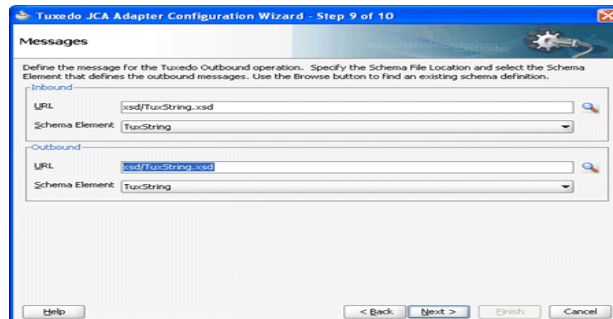 Tuxedo JCA Adapter Configuration Wizard - Step 9 of 10
Messages
Define the message for the Tuxedo Outbound operation. Specify the Schema File Location and select the Schema
Element that defines the outbound messages. Use the Browse button to find an existing schema definition.
Inbound
URL xsd/TuxString.xsd
Schema Element TuxString
Outbound
URL xsd/TuxString.xsd
Schema Element TuxString
Help < Back Next > Finish Cancel